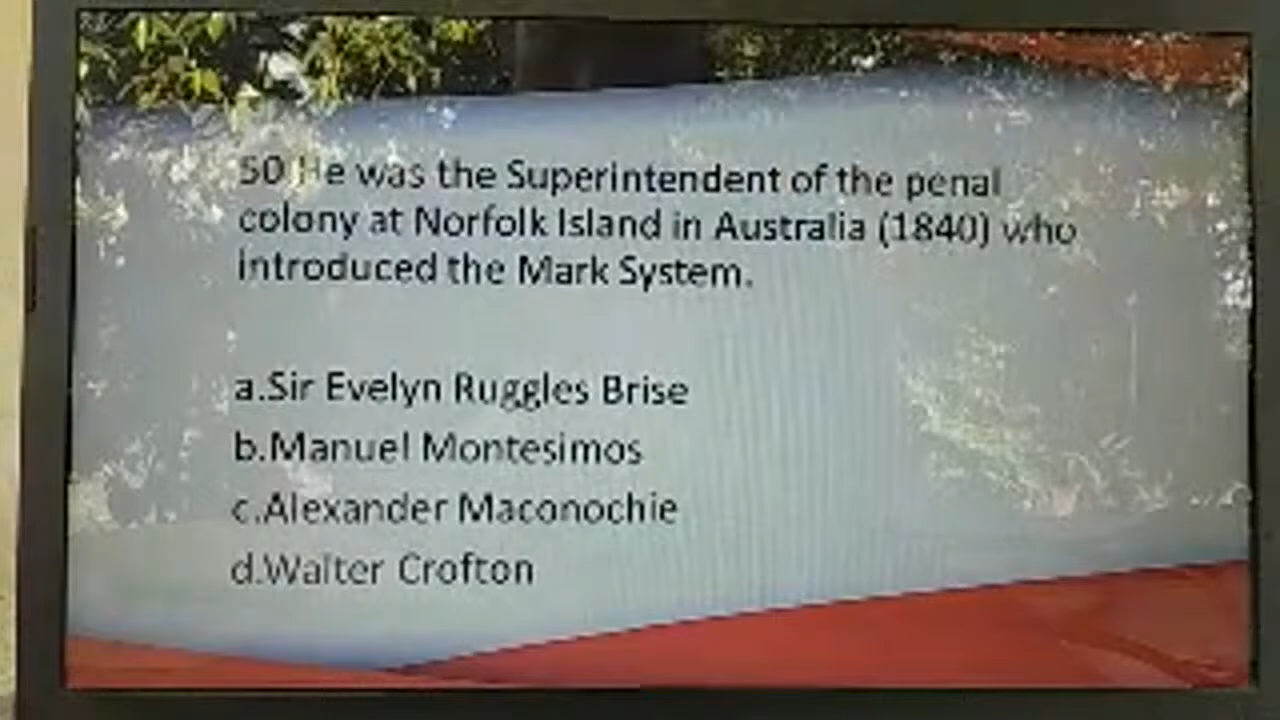 50 He was the Superintendent of the penal
colony at Norfolk Island in Australia (1840) who
introduced the Mark System.
a.Sir Evelyn Ruggles Brise
b.Manuel Montesimos
c.Alexander Maconochie
d.Walter Crofton